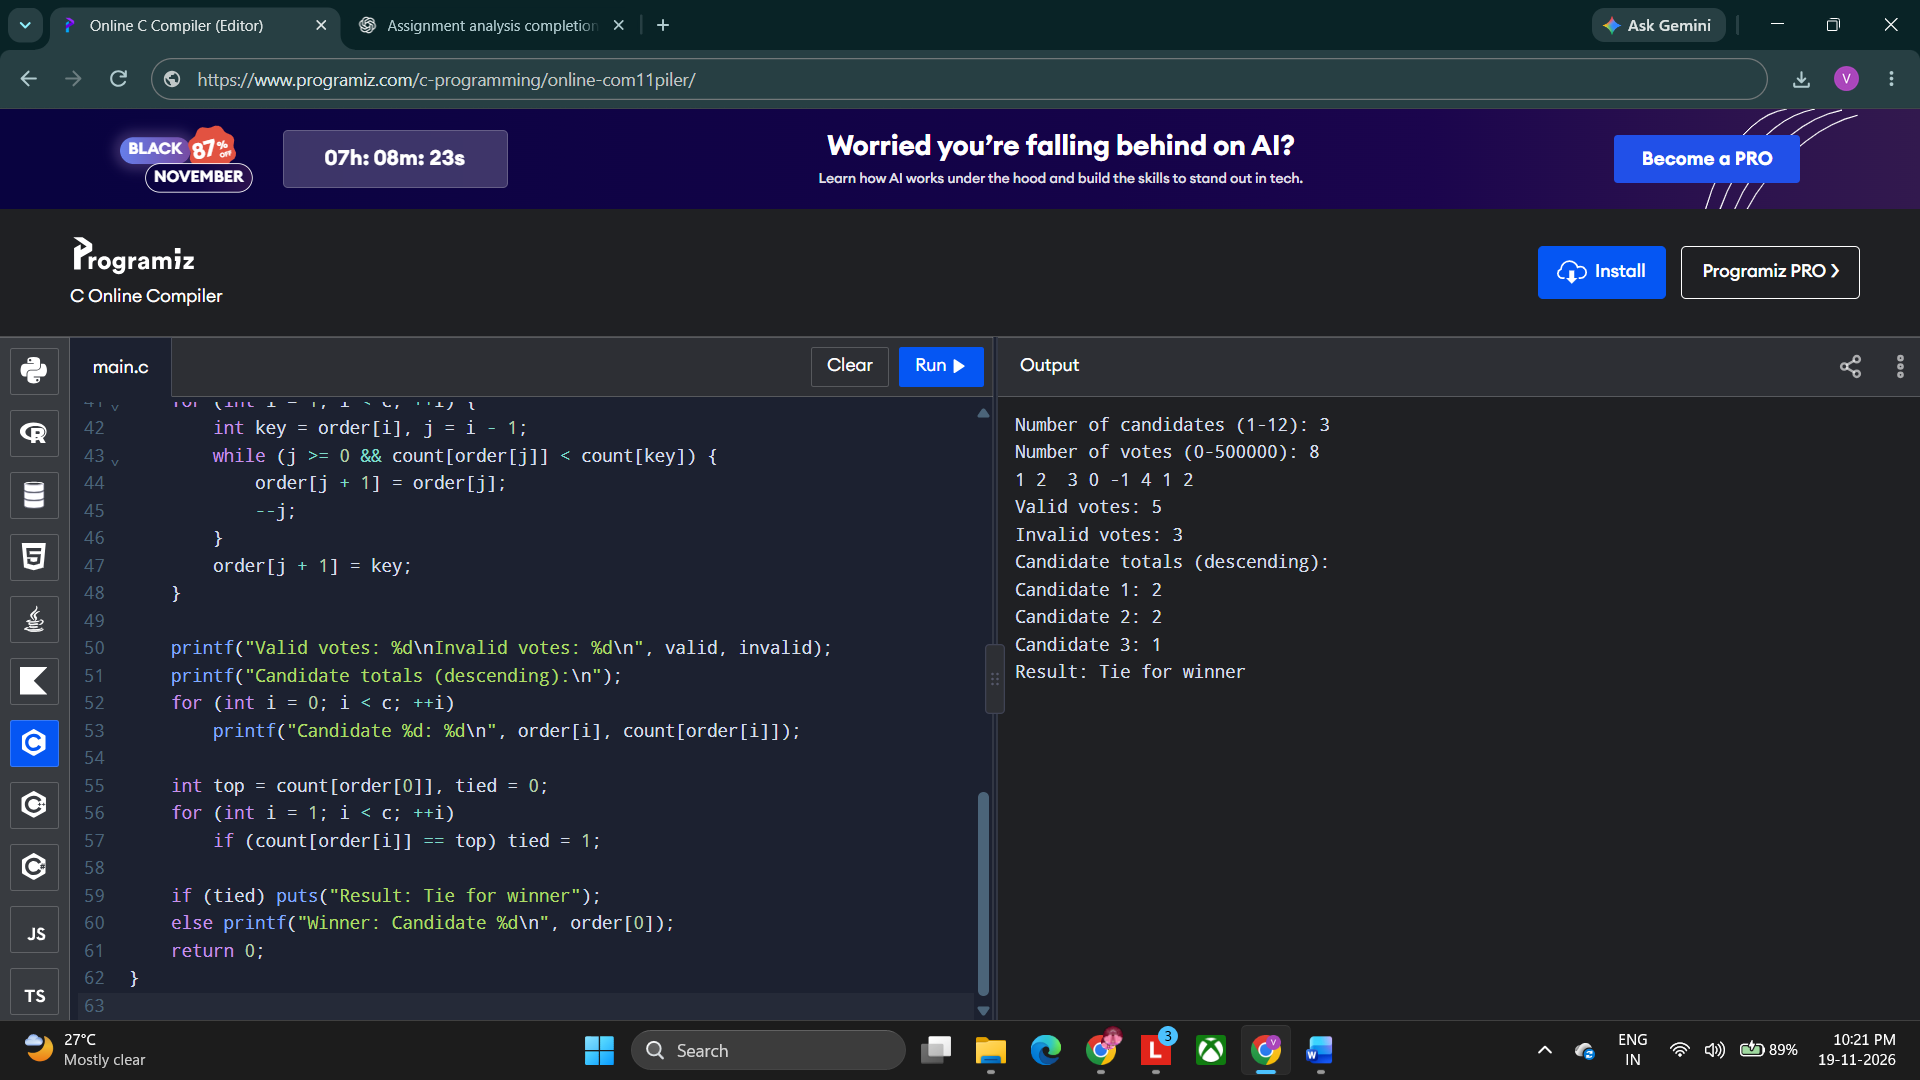 Online C Compiler (Editor)
Assignment analysis completion
Ask Gemini
https://www.programiz.com/c-programming/online-com11piler/
V
BLACK 87% OFF
NOVEMBER
07h: 08m: 23s
Worried you're falling behind on AI?
Learn how AI works under the hood and build the skills to stand out in tech.
Become a PRO
Programiz
C Online Compiler
Install
Programiz PRO ❯
main.c
Clear
Run
Output
41 for (int i = 1; i < c; ++i) {
42 int key = order[i], j = i - 1;
43 while (j >= 0 && count[order[j]] < count[key]) {
44 order[j + 1] = order[j];
45 --j;
46 }
47 order[j + 1] = key;
48 }
49
50 printf("Valid votes: %d\nInvalid votes: %d\n", valid, invalid);
51 printf("Candidate totals (descending):\n");
52 for (int i = 0; i < c; ++i)
53 printf("Candidate %d: %d\n", order[i], count[order[i]]);
54
55 int top = count[order[0]], tied = 0;
56 for (int i = 1; i < c; ++i)
57 if (count[order[i]] == top) tied = 1;
58
59 if (tied) puts("Result: Tie for winner");
60 else printf("Winner: Candidate %d\n", order[0]);
61 return 0;
62 }
63
Number of candidates (1-12): 3
Number of votes (0-500000): 8
1 2  3 0 -1 4 1 2
Valid votes: 5
Invalid votes: 3
Candidate totals (descending):
Candidate 1: 2
Candidate 2: 2
Candidate 3: 1
Result: Tie for winner
R
5
C
C
C
JS
TS
27°C
Mostly clear
Search
L
3
V
W
ENG
IN
89%
10:21 PM
19-11-2026